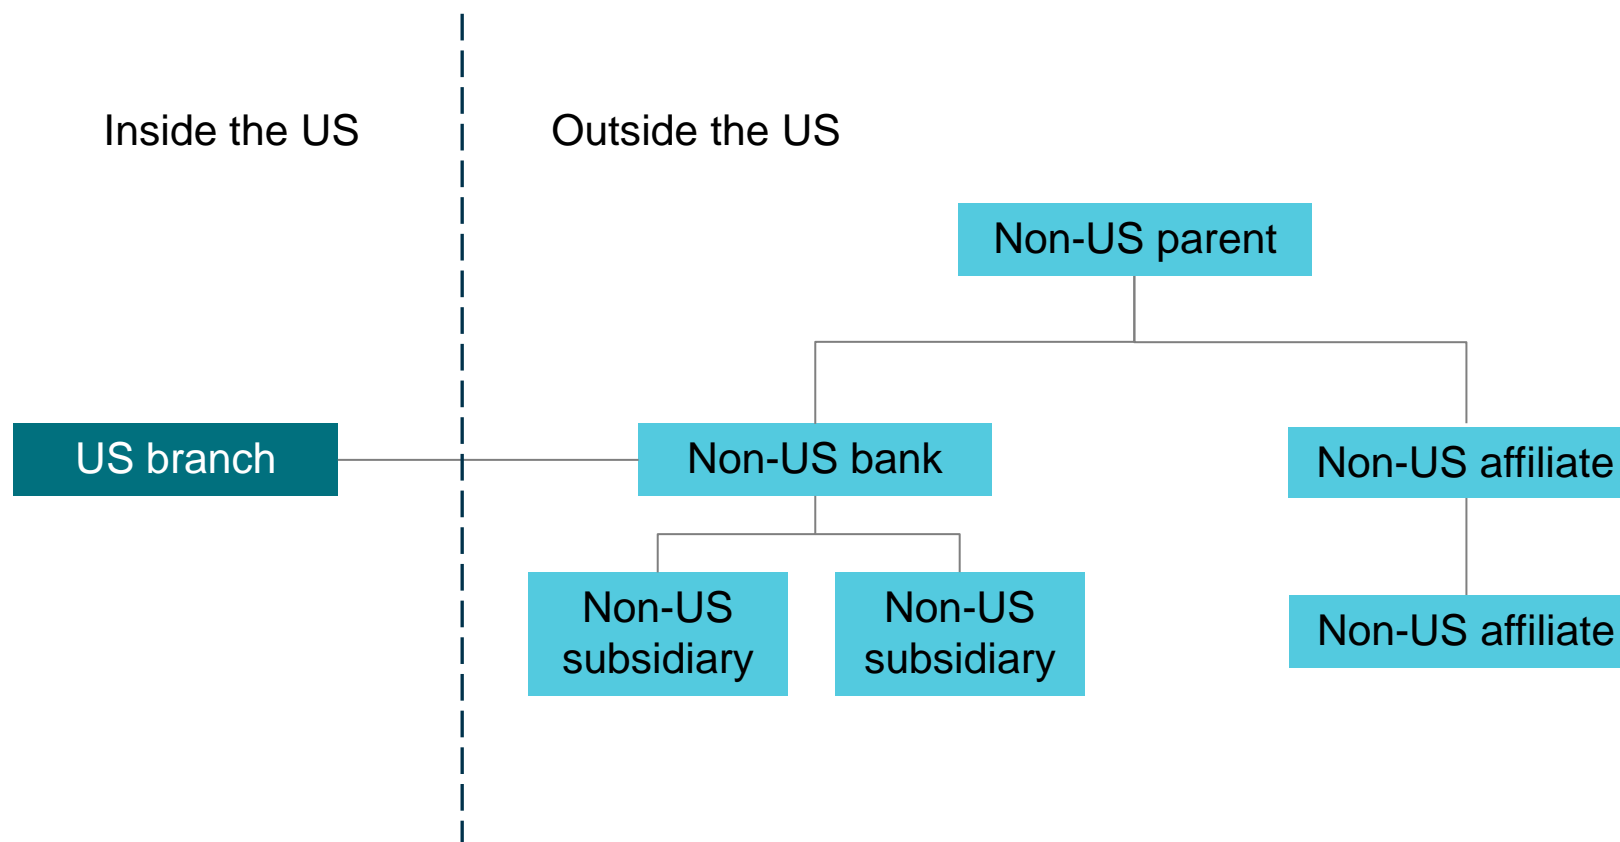 Inside the US
Outside the US
Non-US parent
US branch
Non-US bank
Non-US affiliate
Non-US
subsidiary
Non-US
subsidiary
Non-US affiliate